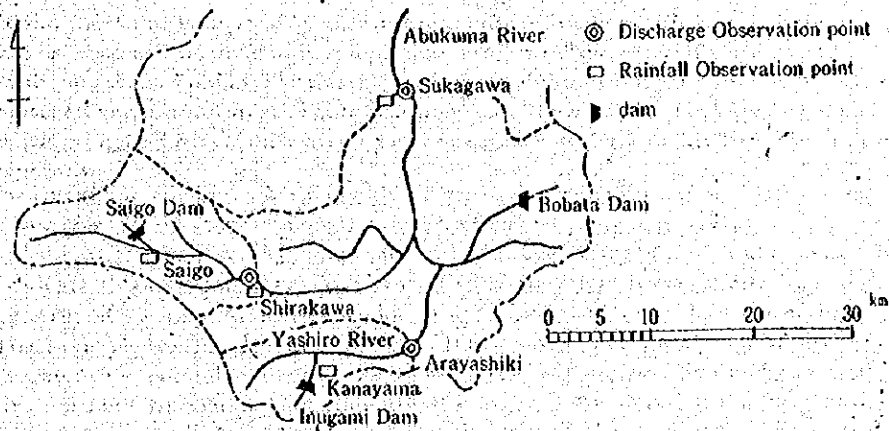 Abukuma River
Discharge Observation point
Rainfall Observation point
dam
Sukagawa
Saigo Dam
Bobata Dam
Saigo
Shirakawa
Yashiro River
Arayashiki
Kanayama
Inugami Dam
km
0 5 10 20 30